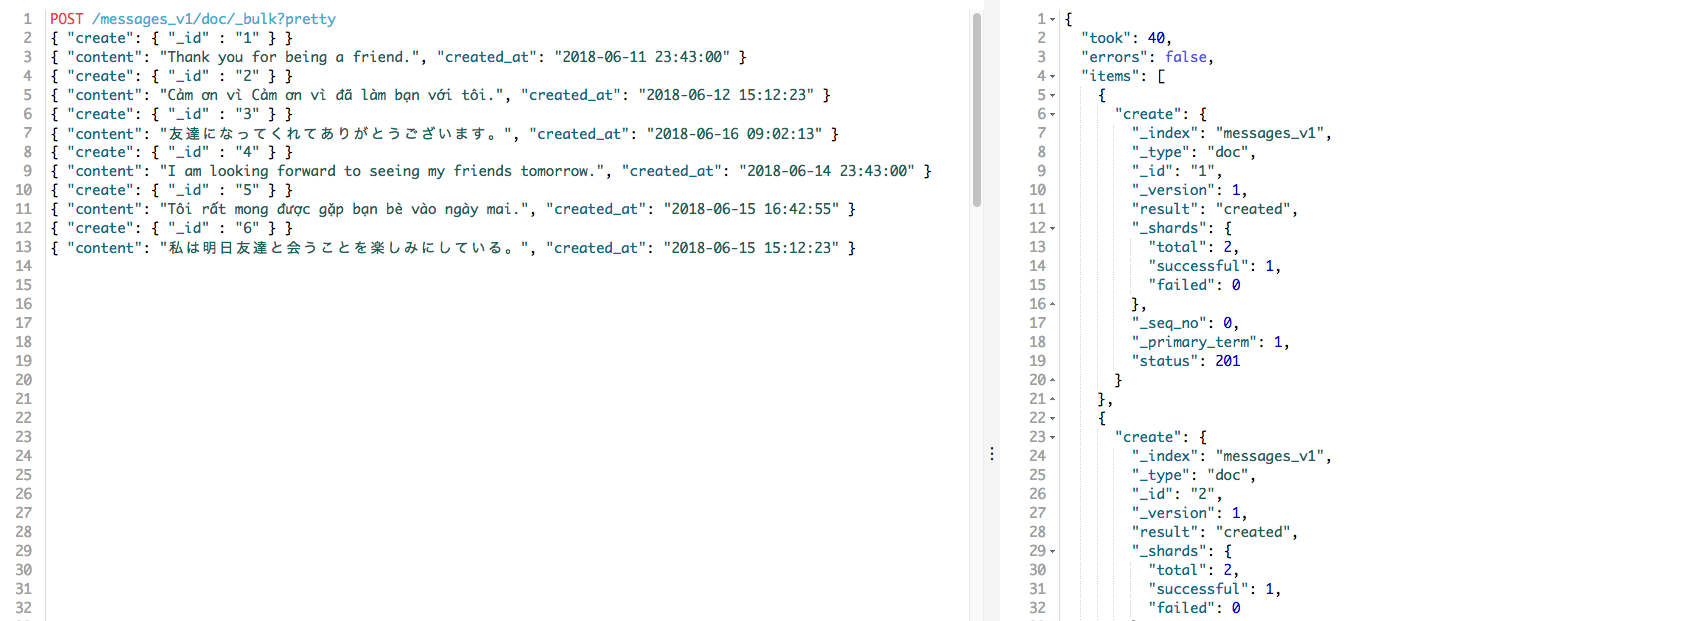 1 POST /messages_v1/doc/_bulk?pretty
2 { "create": { "_id" : "1" } }
3 { "content": "Thank you for being a friend.", "created_at": "2018-06-11 23:43:00" }
4 { "create": { "_id" : "2" } }
5 { "content": "Cảm ơn vì Cảm ơn vì đã làm bạn với tôi.", "created_at": "2018-06-12 15:12:23" }
6 { "create": { "_id" : "3" } }
7 { "content": "友達になってくれてありがとうございます。", "created_at": "2018-06-16 09:02:13" }
8 { "create": { "_id" : "4" } }
9 { "content": "I am looking forward to seeing my friends tomorrow.", "created_at": "2018-06-14 23:43:00" }
10 { "create": { "_id" : "5" } }
11 { "content": "Tôi rất mong được gặp bạn bè vào ngày mai.", "created_at": "2018-06-15 16:42:55" }
12 { "create": { "_id" : "6" } }
13 { "content": "私は明日友達と会うことを楽しみにしている。", "created_at": "2018-06-15 15:12:23" }
14
15
16
17
18
19
20
21
22
23
24
25
26
27
28
29
30
31
32
1 {
2 "took": 40,
3 "errors": false,
4 "items": [
5 {
6 "create": {
7 "_index": "messages_v1",
8 "_type": "doc",
9 "_id": "1",
10 "_version": 1,
11 "result": "created",
12 "_shards": {
13 "total": 2,
14 "successful": 1,
15 "failed": 0
16 },
17 "_seq_no": 0,
18 "_primary_term": 1,
19 "status": 201
20 }
21 },
22 {
23 "create": {
24 "_index": "messages_v1",
25 "_type": "doc",
26 "_id": "2",
27 "_version": 1,
28 "result": "created",
29 "_shards": {
30 "total": 2,
31 "successful": 1,
32 "failed": 0